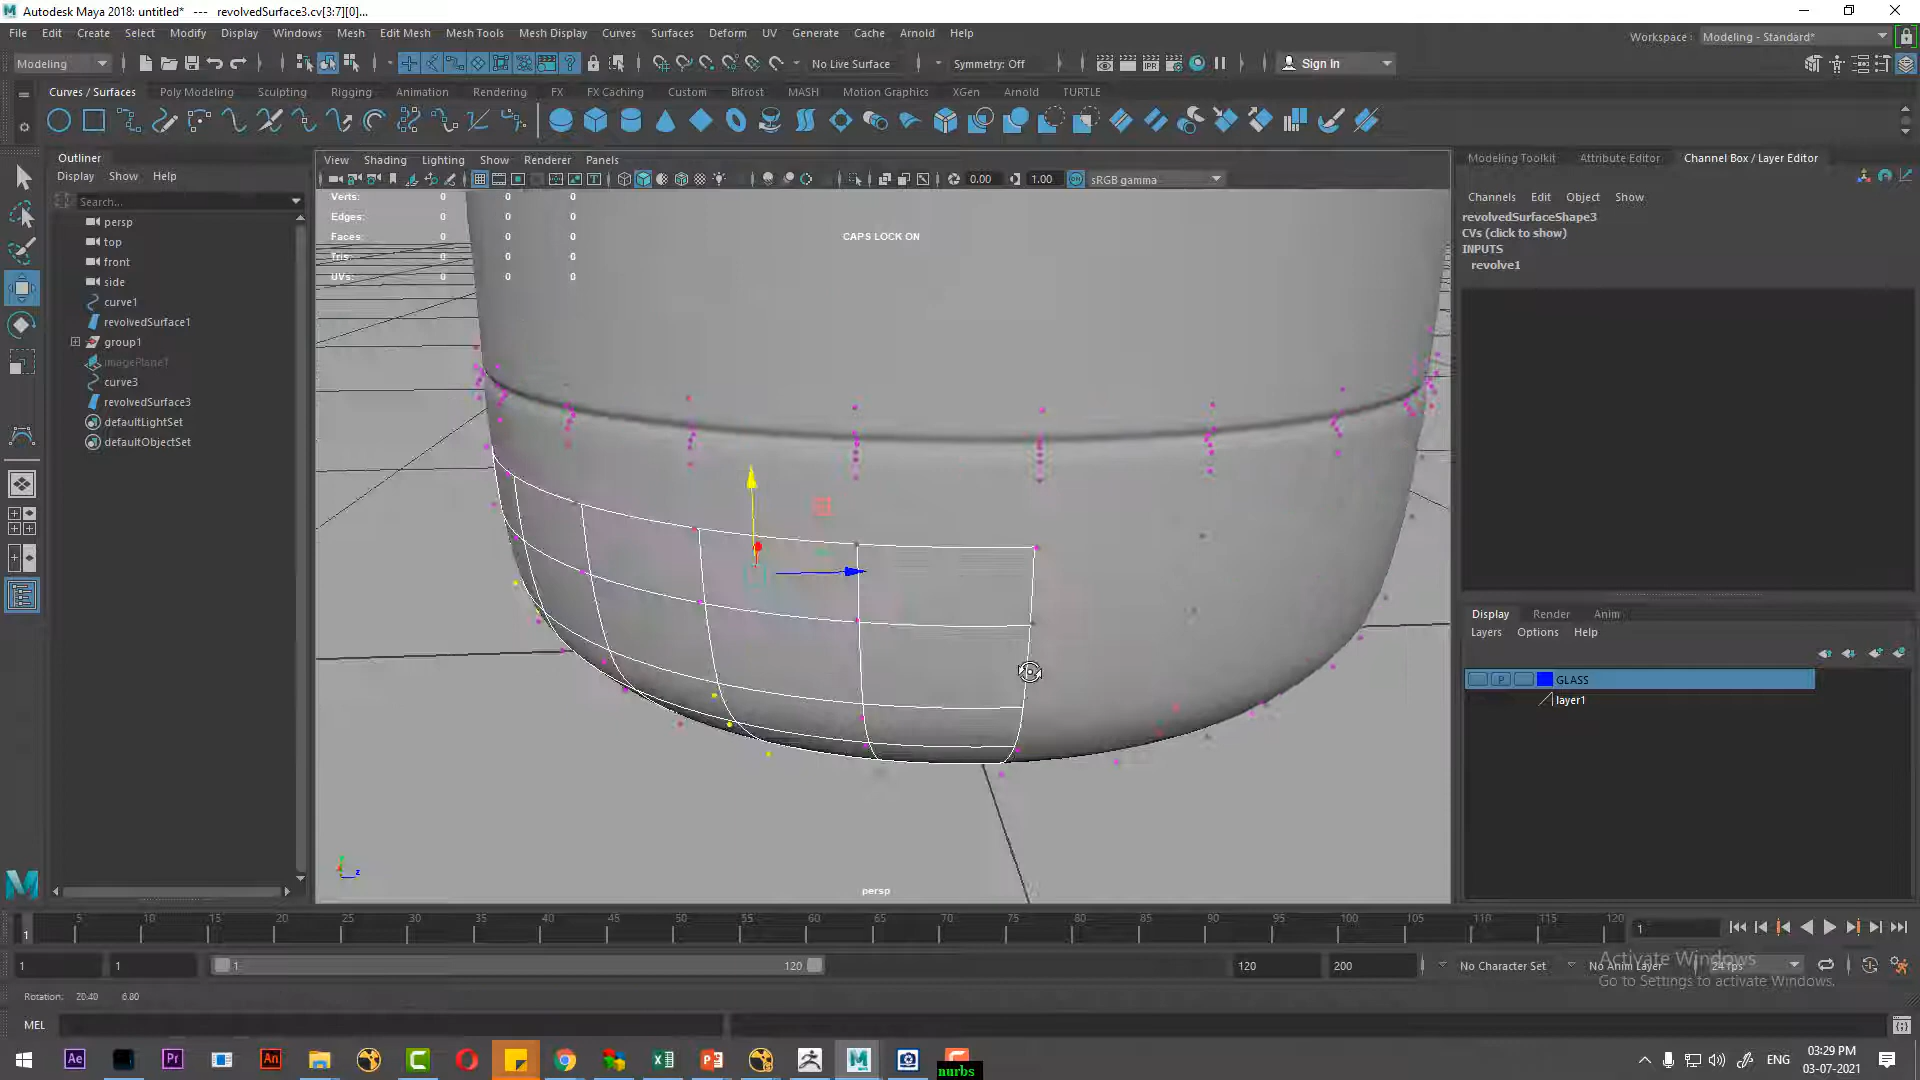 Autodesk Maya 2018: untitled* --- revolvedSurface3.cv[3:7][0]...
File Edit Create Select Modify Display Windows Mesh Edit Mesh Mesh Tools Mesh Display Curves Surfaces Deform UV Generate Cache Arnold Help
Workspace : Modeling - Standard*
Modeling
No Live Surface
Symmetry: Off
Sign In
Curves / Surfaces Poly Modeling Sculpting Rigging Animation Rendering FX FX Caching Custom Bifrost MASH Motion Graphics XGen Arnold TURTLE
Outliner
Display Show Help
Search...
persp
top
front
side
curve1
revolvedSurface1
group1
imagePlane1
curve3
revolvedSurface3
defaultLightSet
defaultObjectSet
View Shading Lighting Show Renderer Panels
0.00 1.00 sRGB gamma
Verts: 0 0 0
Edges: 0 0 0
Faces: 0 0 0
Tris: 0 0 0
UVs: 0 0 0
CAPS LOCK ON
persp
z
Modeling Toolkit Attribute Editor Channel Box / Layer Editor
Channels Edit Object Show
revolvedSurfaceShape3
CVs (click to show)
INPUTS
revolve1
Display Render Anim
Layers Options Help
P GLASS
layer1
5 10 15 20 25 30 35 40 45 50 55 60 65 70 75 80 85 90 95 100 105 110 115 120
1
1
1 1 1 120 120 200 No Character Set No Anim Layer 24 fps
Activate Windows
Go to Settings to activate Windows.
Rotation: 20.40 6.80
MEL
Ae Pr An
nurbs
ENG
03:29 PM
03-07-2021